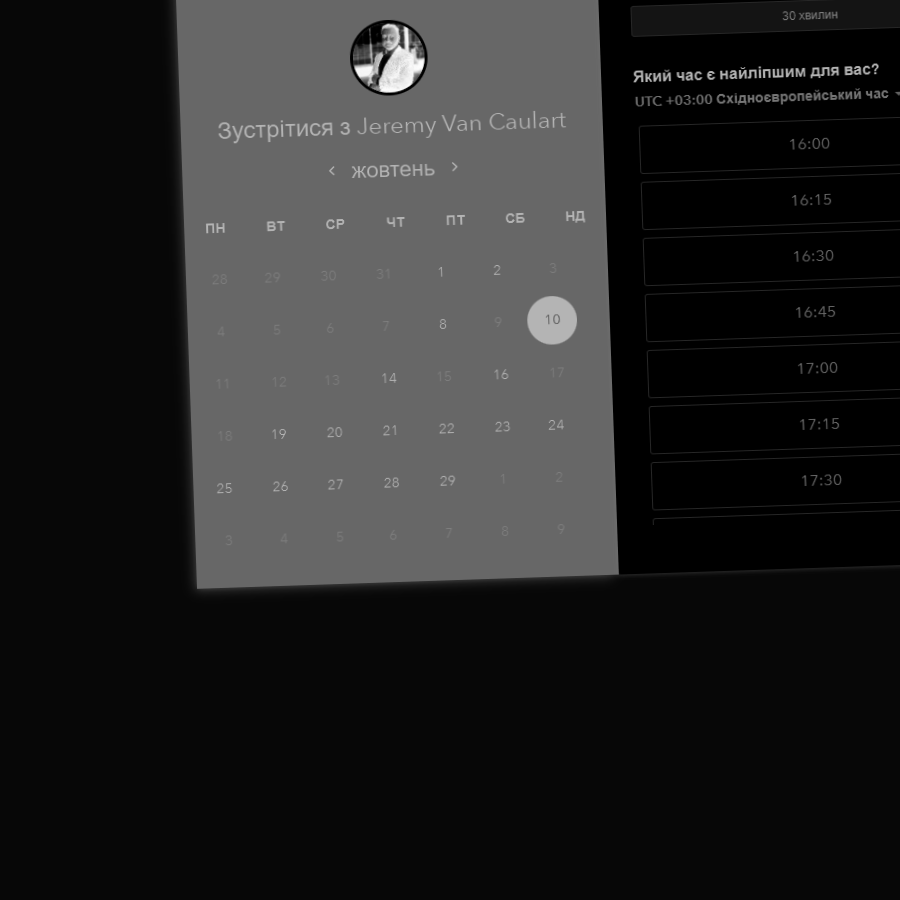 Зустрітися з Jeremy Van Caulart
жовтень
ПН ВТ СР ЧТ ПТ СБ НД
28 29 30 31 1 2 3
4 5 6 7 8 9 10
11 12 13 14 15 16 17
18 19 20 21 22 23 24
25 26 27 28 29 1 2
3 4 5 6 7 8 9
30 хвилин
Який час є найліпшим для вас?
UTC +03:00 Східноєвропейський час
16:00
16:15
16:30
16:45
17:00
17:15
17:30